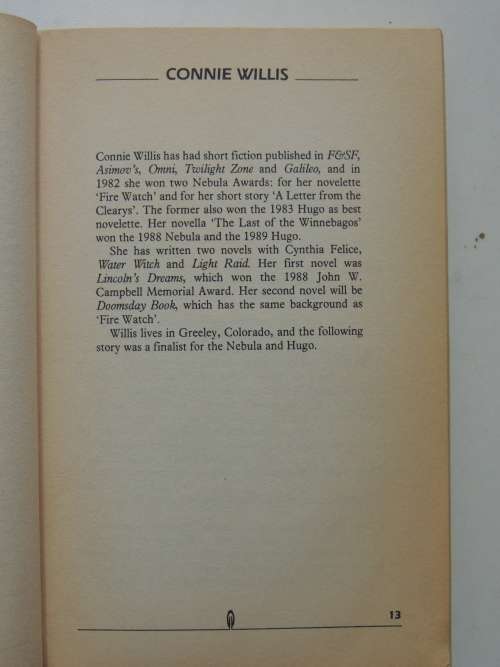 CONNIE WILLIS
Connie Willis has had short fiction published in F&SF,
Asimov's, Omni, Twilight Zone and Galileo, and in
1982 she won two Nebula Awards: for her novelette
'Fire Watch' and for her short story 'A Letter from the
Clearys'. The former also won the 1983 Hugo as best
novelette. Her novella 'The Last of the Winnebagos'
won the 1988 Nebula and the 1989 Hugo.
She has written two novels with Cynthia Felice,
Water Witch and Light Raid. Her first novel was
Lincoln's Dreams, which won the 1988 John W.
Campbell Memorial Award. Her second novel will be
Doomsday Book, which has the same background as
'Fire Watch'.
Willis lives in Greeley, Colorado, and the following
story was a finalist for the Nebula and Hugo.
13